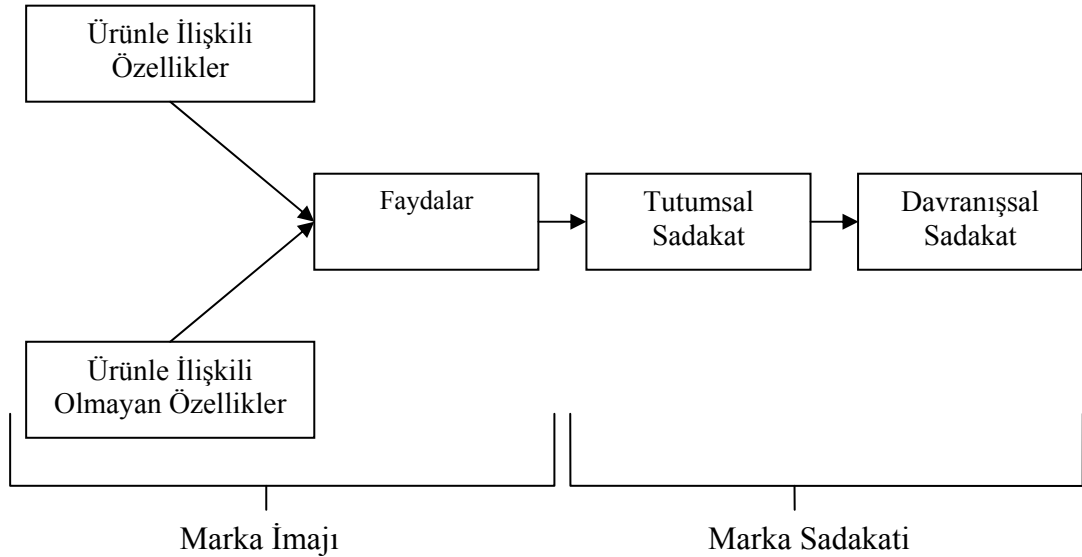 Ürünle İlişkili
Özellikler
Faydalar
Tutumsal
Sadakat
Davranışsal
Sadakat
Ürünle İlişkili
Olmayan Özellikler
Marka İmajı
Marka Sadakati